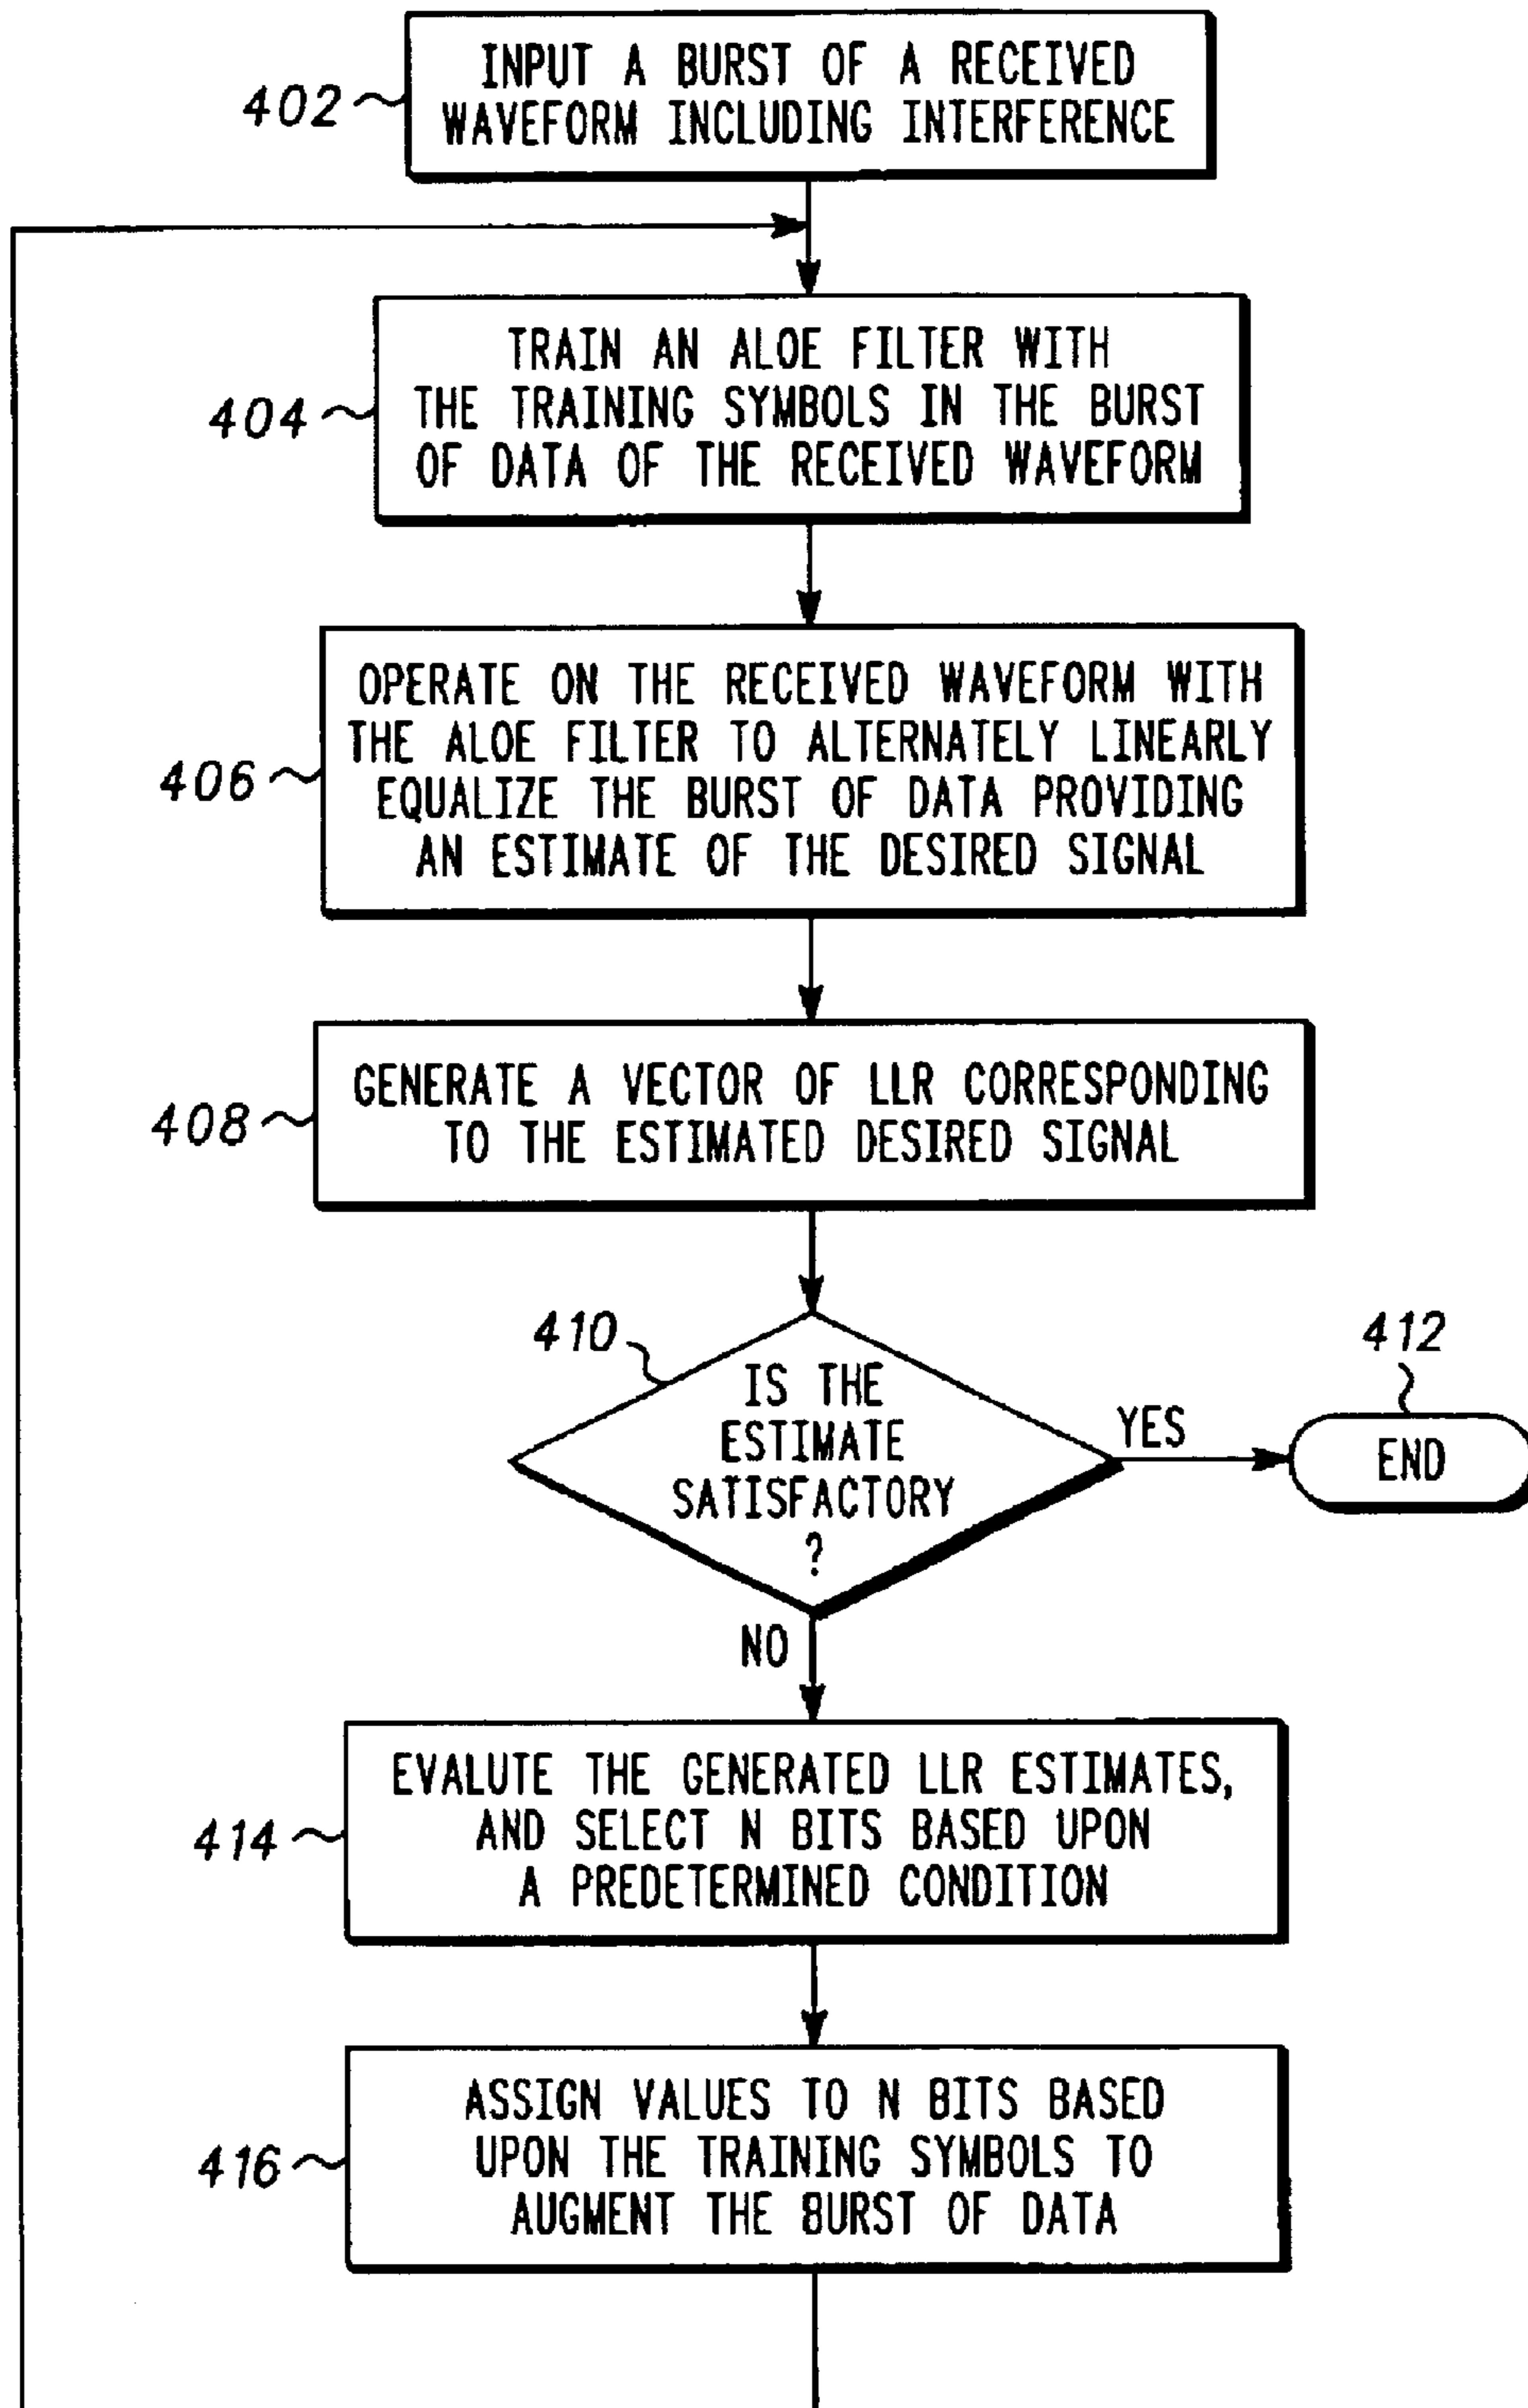 402
INPUT A BURST OF A RECEIVED
WAVEFORM INCLUDING INTERFERENCE
404
TRAIN AN ALOE FILTER WITH
THE TRAINING SYMBOLS IN THE BURST
OF DATA OF THE RECEIVED WAVEFORM
406
OPERATE ON THE RECEIVED WAVEFORM WITH
THE ALOE FILTER TO ALTERNATELY LINEARLY
EQUALIZE THE BURST OF DATA PROVIDING
AN ESTIMATE OF THE DESIRED SIGNAL
408
GENERATE A VECTOR OF LLR CORRESPONDING
TO THE ESTIMATED DESIRED SIGNAL
410
IS THE
ESTIMATE
SATISFACTORY
?
YES
412
END
NO
414
EVALUTE THE GENERATED LLR ESTIMATES,
AND SELECT N BITS BASED UPON
A PREDETERMINED CONDITION
416
ASSIGN VALUES TO N BITS BASED
UPON THE TRAINING SYMBOLS TO
AUGMENT THE BURST OF DATA